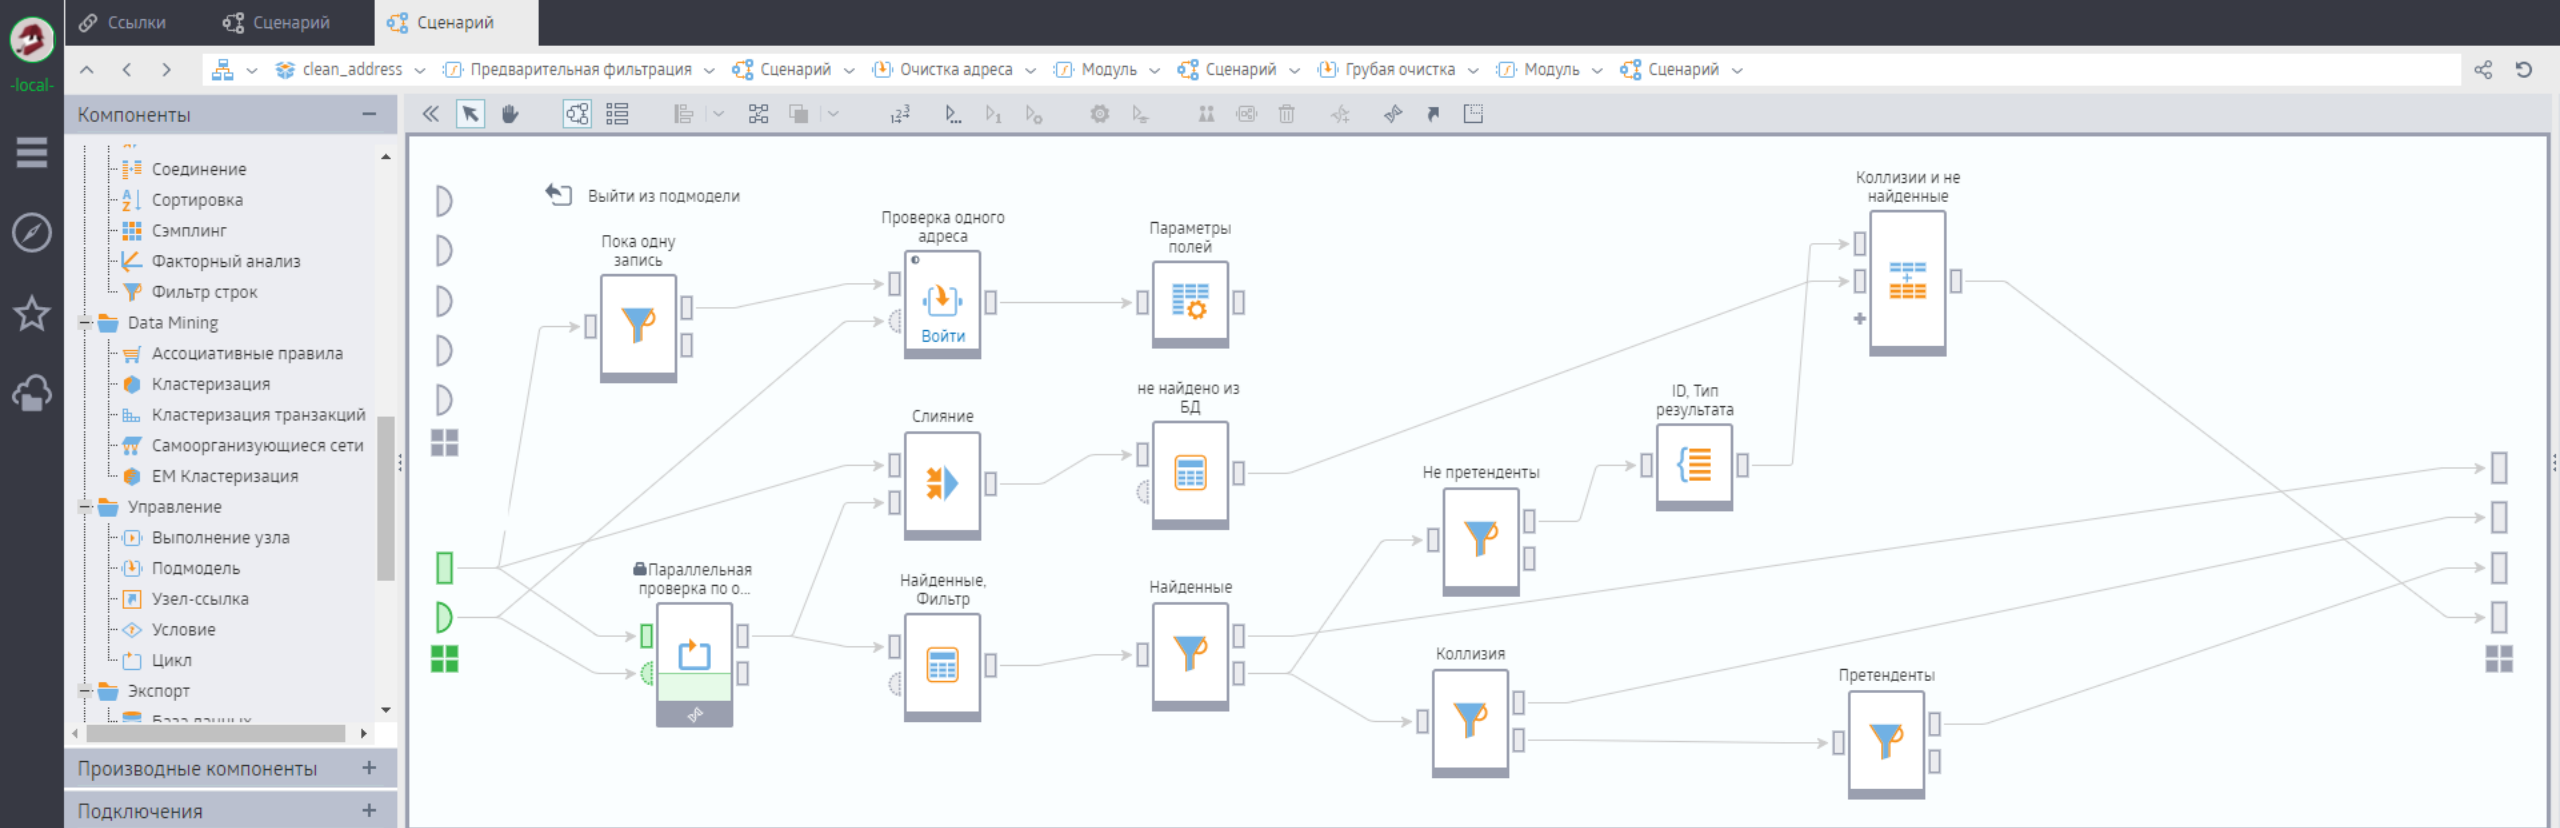 Ссылки
Сценарий
Сценарий
-local-
clean_address
Предварительная фильтрация
Сценарий
Очистка адреса
Модуль
Сценарий
Грубая очистка
Модуль
Сценарий
Компоненты
Соединение
Сортировка
Сэмплинг
Факторный анализ
Фильтр строк
Data Mining
Ассоциативные правила
Кластеризация
Кластеризация транзакций
Самоорганизующиеся сети
ЕМ Кластеризация
Управление
Выполнение узла
Подмодель
Узел-ссылка
Условие
Цикл
Экспорт
База данных
Производные компоненты
Подключения
Выйти из подмодели
Пока одну
запись
Проверка одного
адреса
Войти
Параметры
полей
Коллизии и не
найденные
Слияние
не найдено из
БД
ID, Тип
результата
Не претенденты
Параллельная
проверка по о...
Найденные,
Фильтр
Найденные
Коллизия
Претенденты